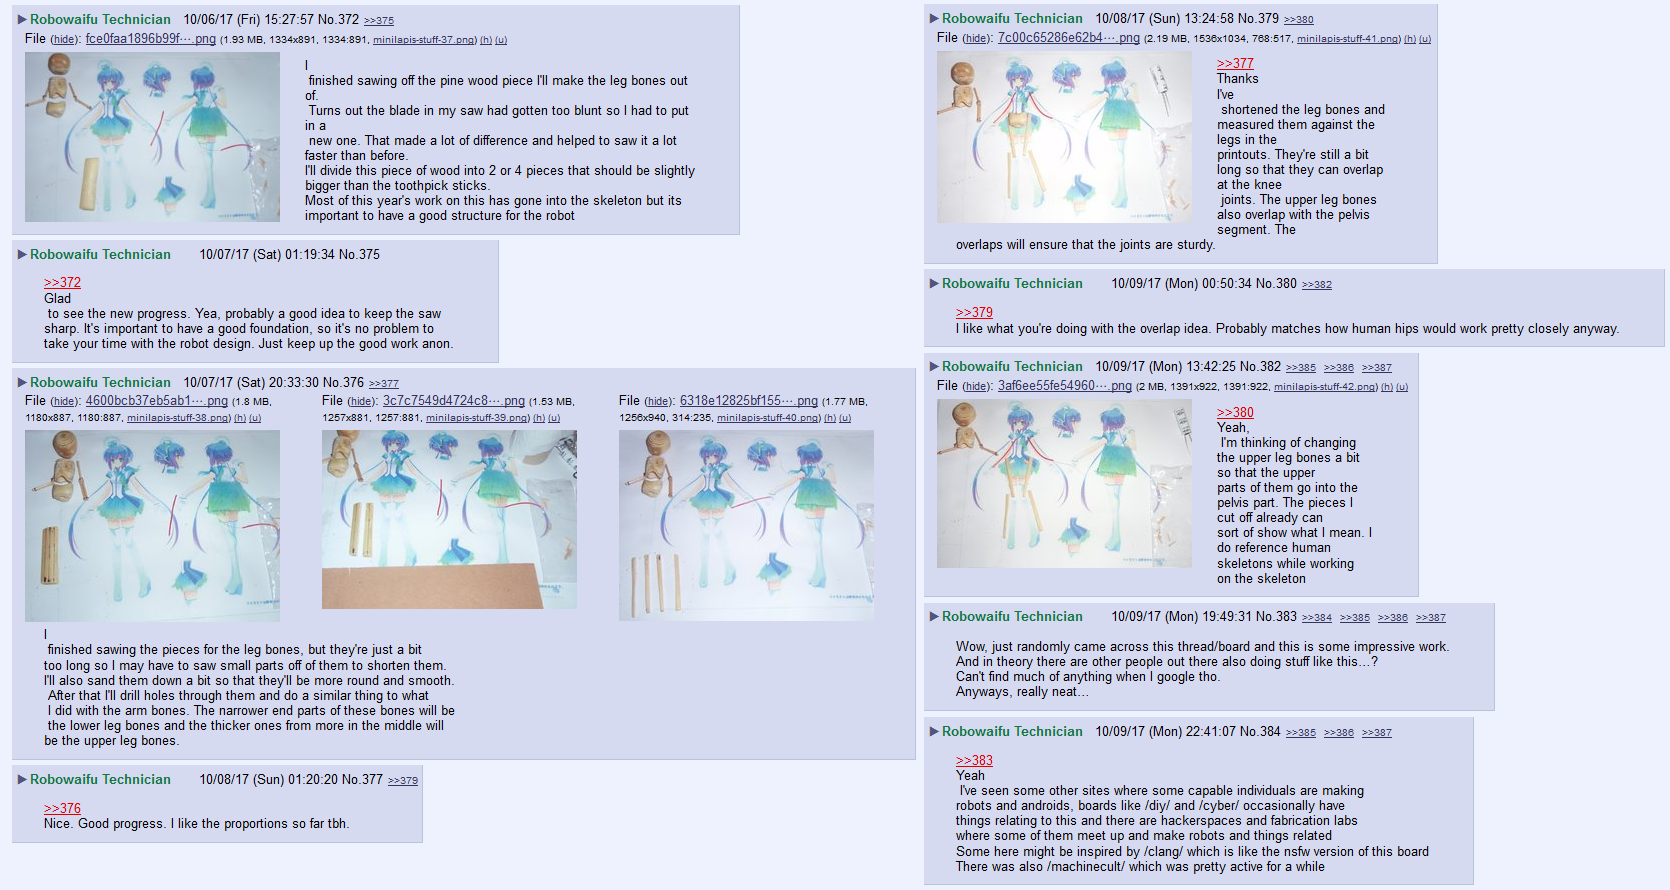 ▶ Robowaifu Technician 10/06/17 (Fri) 15:27:57 No.372 >>375
File (hide): fce0faa1896b99f⋯.png (1.93 MB, 1334x891, 1334:891, minilapis-stuff-37.png) (h) (u)
I
finished sawing off the pine wood piece I'll make the leg bones out
of.
Turns out the blade in my saw had gotten too blunt so I had to put
in a
new one. That made a lot of difference and helped to saw it a lot
faster than before.
I'll divide this piece of wood into 2 or 4 pieces that should be slightly
bigger than the toothpick sticks.
Most of this year's work on this has gone into the skeleton but its
important to have a good structure for the robot
▶ Robowaifu Technician 10/07/17 (Sat) 01:19:34 No.375
>>372
Glad
to see the new progress. Yea, probably a good idea to keep the saw
sharp. It's important to have a good foundation, so it's no problem to
take your time with the robot design. Just keep up the good work anon.
▶ Robowaifu Technician 10/07/17 (Sat) 20:33:30 No.376 >>377
File (hide): 4600bcb37eb5ab1⋯.png (1.8 MB,
1180x887, 1180:887, minilapis-stuff-38.png) (h) (u)
File (hide): 3c7c7549d4724c8⋯.png (1.53 MB,
1257x881, 1257:881, minilapis-stuff-39.png) (h) (u)
File (hide): 6318e12825bf155⋯.png (1.77 MB,
1256x940, 314:235, minilapis-stuff-40.png) (h) (u)
I
finished sawing the pieces for the leg bones, but they're just a bit
too long so I may have to saw small parts off of them to shorten them.
I'll also sand them down a bit so that they'll be more round and smooth.
After that I'll drill holes through them and do a similar thing to what
I did with the arm bones. The narrower end parts of these bones will be
the lower leg bones and the thicker ones from more in the middle will
be the upper leg bones.
▶ Robowaifu Technician 10/08/17 (Sun) 01:20:20 No.377 >>379
>>376
Nice. Good progress. I like the proportions so far tbh.
▶ Robowaifu Technician 10/08/17 (Sun) 13:24:58 No.379 >>380
File (hide): 7c00c65286e62b4⋯.png (2.19 MB, 1536x1034, 768:517, minilapis-stuff-41.png) (h) (u)
>>377
Thanks
I've
shortened the leg bones and
measured them against the
legs in the
printouts. They're still a bit
long so that they can overlap
at the knee
joints. The upper leg bones
also overlap with the pelvis
segment. The
overlaps will ensure that the joints are sturdy.
▶ Robowaifu Technician 10/09/17 (Mon) 00:50:34 No.380 >>382
>>379
I like what you're doing with the overlap idea. Probably matches how human hips would work pretty closely anyway.
▶ Robowaifu Technician 10/09/17 (Mon) 13:42:25 No.382 >>385 >>386 >>387
File (hide): 3af6ee55fe54960⋯.png (2 MB, 1391x922, 1391:922, minilapis-stuff-42.png) (h) (u)
>>380
Yeah,
I'm thinking of changing
the upper leg bones a bit
so that the upper
parts of them go into the
pelvis part. The pieces I
cut off already can
sort of show what I mean. I
do reference human
skeletons while working
on the skeleton
▶ Robowaifu Technician 10/09/17 (Mon) 19:49:31 No.383 >>384 >>385 >>386 >>387
Wow, just randomly came across this thread/board and this is some impressive work.
And in theory there are other people out there also doing stuff like this…?
Can't find much of anything when I google tho.
Anyways, really neat…
▶ Robowaifu Technician 10/09/17 (Mon) 22:41:07 No.384 >>385 >>386 >>387
>>383
Yeah
I've seen some other sites where some capable individuals are making
robots and androids, boards like /diy/ and /cyber/ occasionally have
things relating to this and there are hackerspaces and fabrication labs
where some of them meet up and make robots and things related
Some here might be inspired by /clang/ which is like the nsfw version of this board
There was also /machinecult/ which was pretty active for a while